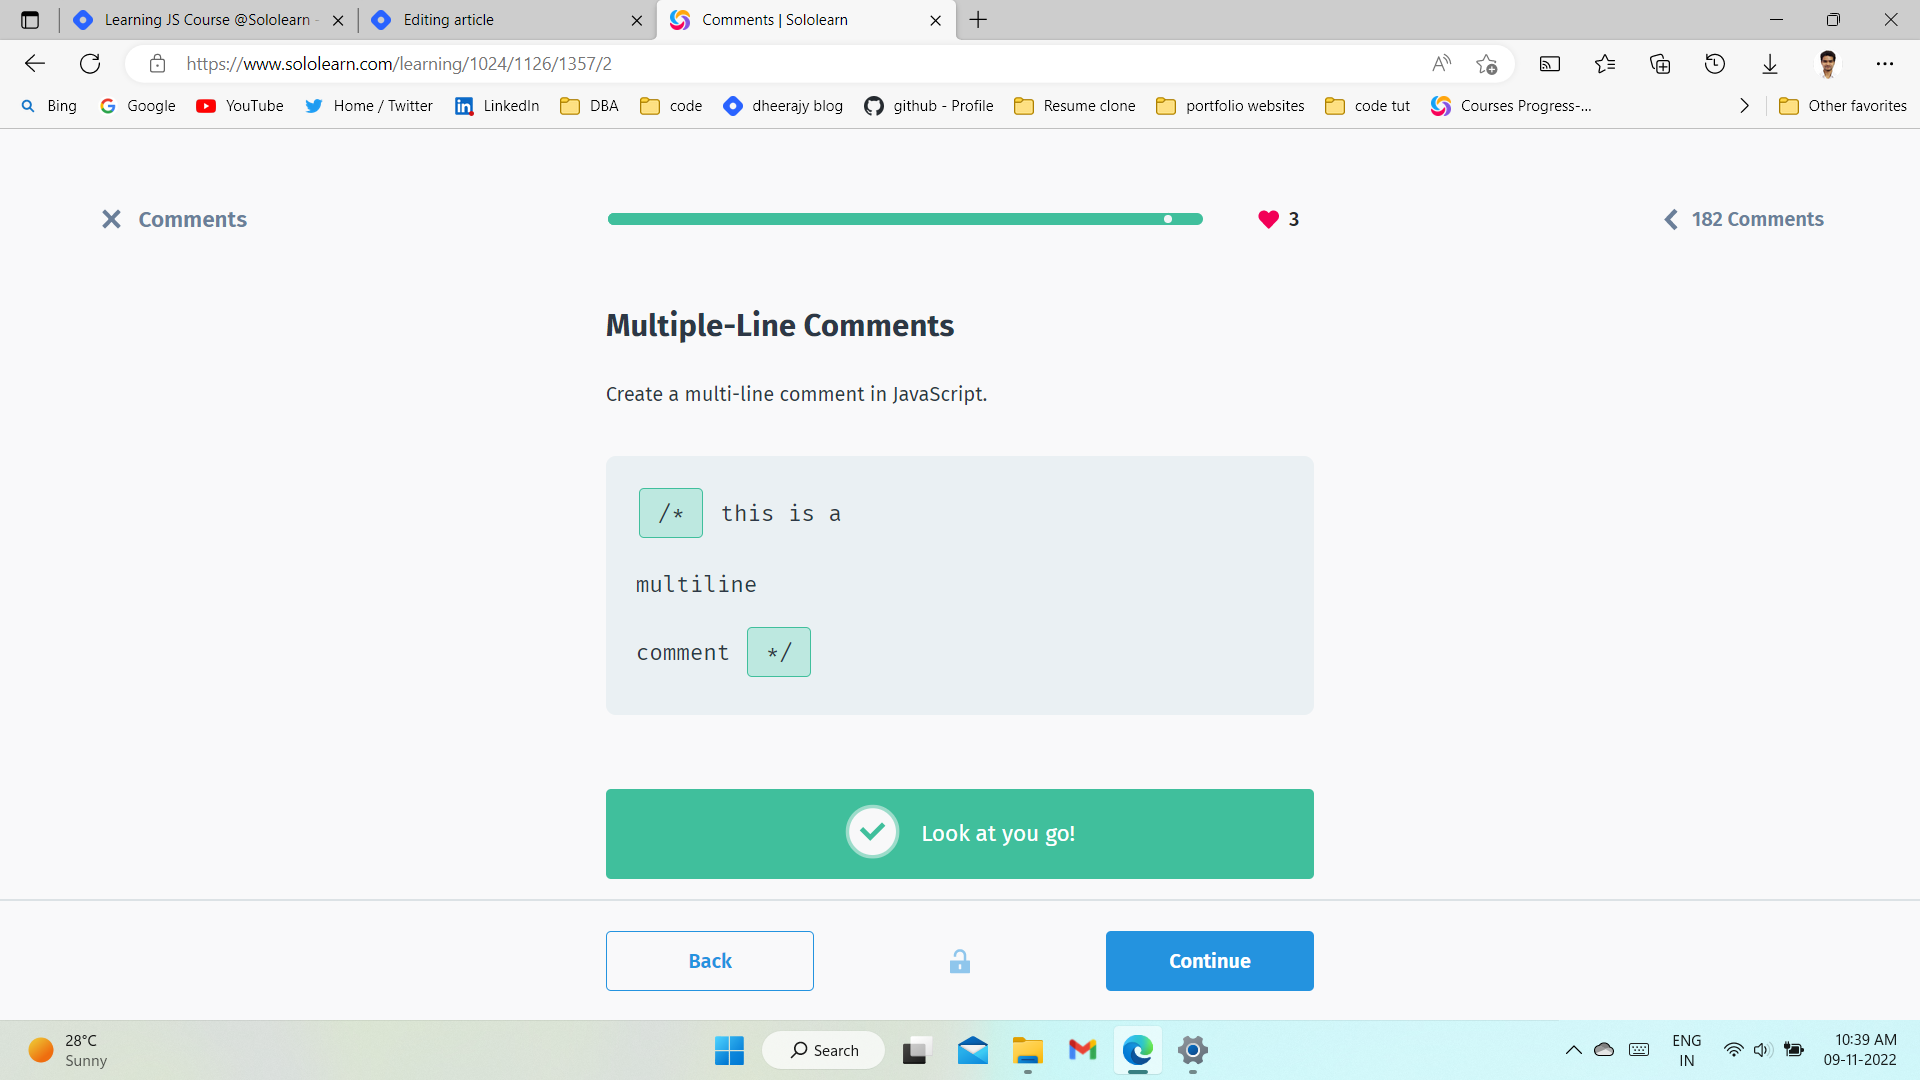 Learning JS Course @Sololearn -
Editing article
Comments | Sololearn
https://www.sololearn.com/learning/1024/1126/1357/2
Bing
Google
YouTube
Home / Twitter
LinkedIn
DBA
code
dheerajy blog
github - Profile
Resume clone
portfolio websites
code tut
Courses Progress-...
Other favorites
Comments
3
182 Comments
Multiple-Line Comments
Create a multi-line comment in JavaScript.
/* this is a
multiline
comment */
Look at you go!
Back
Continue
28°C
Sunny
Search
ENG
IN
10:39 AM
09-11-2022